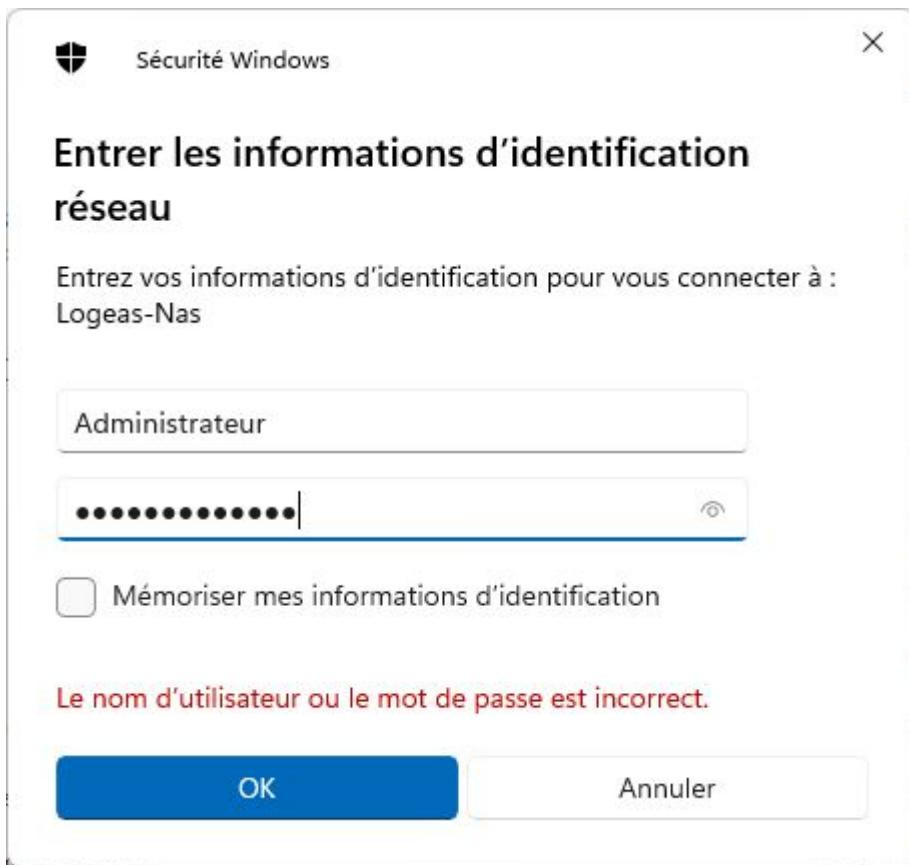 Sécurité Windows
Entrer les informations d’identification
réseau
Entrez vos informations d’identification pour vous connecter à :
Logeas-Nas
Administrateur
●●●●●●●●●●●●●
Mémoriser mes informations d’identification
Le nom d’utilisateur ou le mot de passe est incorrect.
OK
Annuler